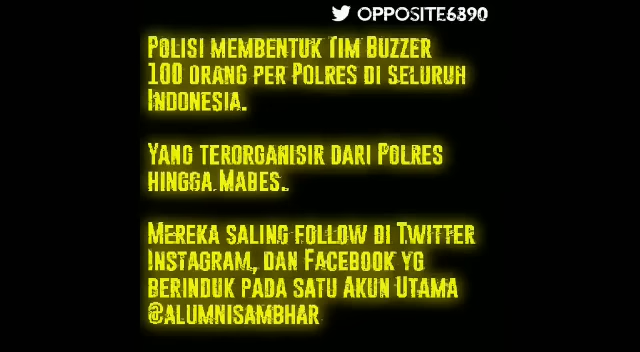 OPPOSITE6890
POLISI MEMBENTUK TIM BUZZER
100 ORANG PER POLRES DI SELURUH
INDONESIA.
YANG TERORGANISIR DARI POLRES
HINGGA MABES.
MEREKA SALING FOLLOW DI TWITTER
INSTAGRAM, DAN FACEBOOK YG
BERINDUK PADA SATU AKUN UTAMA
@ALUMNISAMBHAR